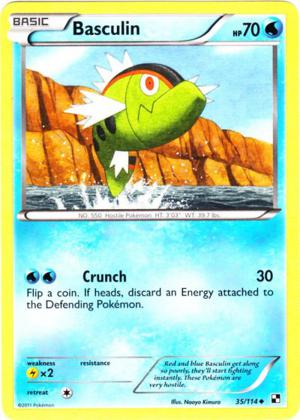 BASIC
Basculin
HP70
NO. 550 Hostile Pokémon HT: 3'03" WT: 39.7 lbs.
Crunch 30
Flip a coin. If heads, discard an Energy attached to
the Defending Pokémon.
weakness
resistance
×2
retreat
Red and blue Basculin get along
so poorly, they'll start fighting
instantly. These Pokémon are
very hostile.
©2011 Pokémon
Illus. Naoyo Kimura
35/114